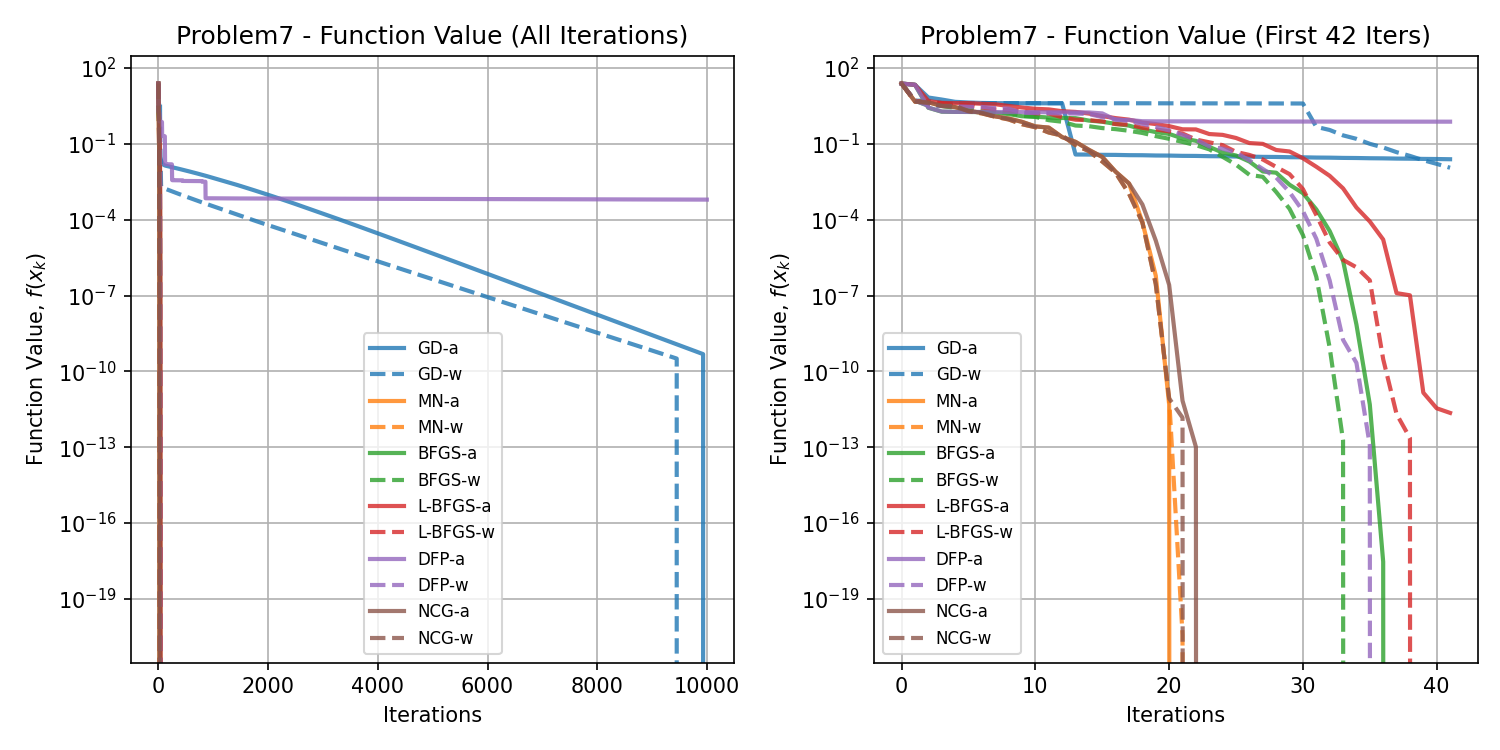 Problem7 - Function Value (All Iterations)
Function Value, f(x_k)
10^2
10^-1
10^-4
10^-7
10^-10
10^-13
10^-16
10^-19
GD-a
GD-w
MN-a
MN-w
BFGS-a
BFGS-w
L-BFGS-a
L-BFGS-w
DFP-a
DFP-w
NCG-a
NCG-w
0 2000 4000 6000 8000 10000
Iterations
Problem7 - Function Value (First 42 Iters)
Function Value, f(x_k)
10^2
10^-1
10^-4
10^-7
10^-10
10^-13
10^-16
10^-19
GD-a
GD-w
MN-a
MN-w
BFGS-a
BFGS-w
L-BFGS-a
L-BFGS-w
DFP-a
DFP-w
NCG-a
NCG-w
0 10 20 30 40
Iterations